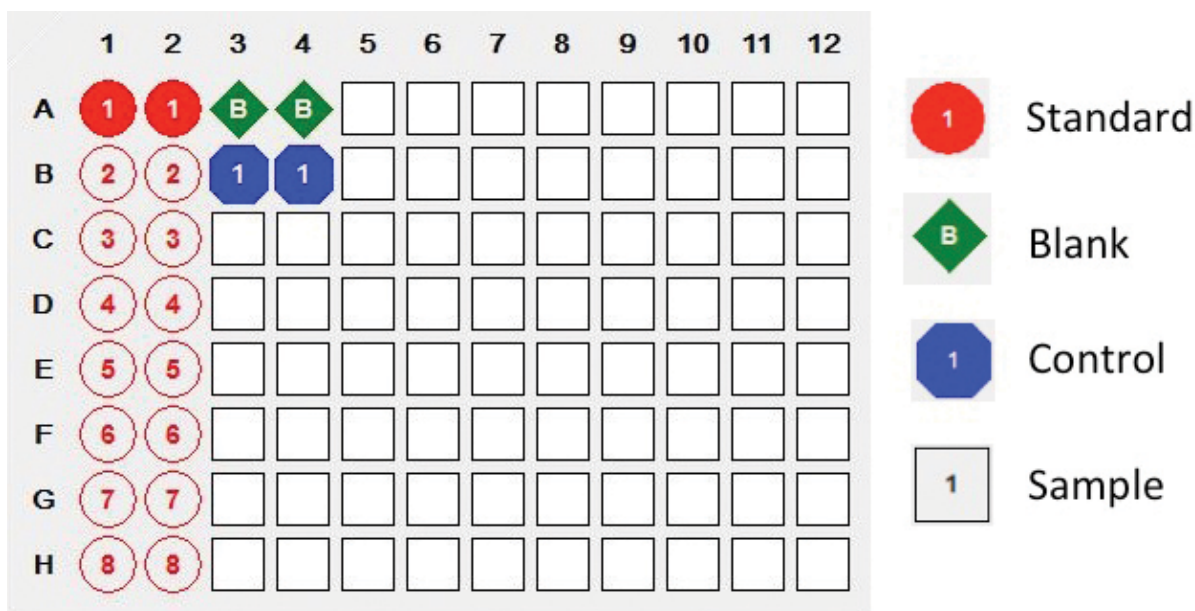 1 2 3 4 5 6 7 8 9 10 11 12
A 1 1 B B
B 2 2 1 1
C 3 3
D 4 4
E 5 5
F 6 6
G 7 7
H 8 8
1 Standard
B Blank
1 Control
1 Sample